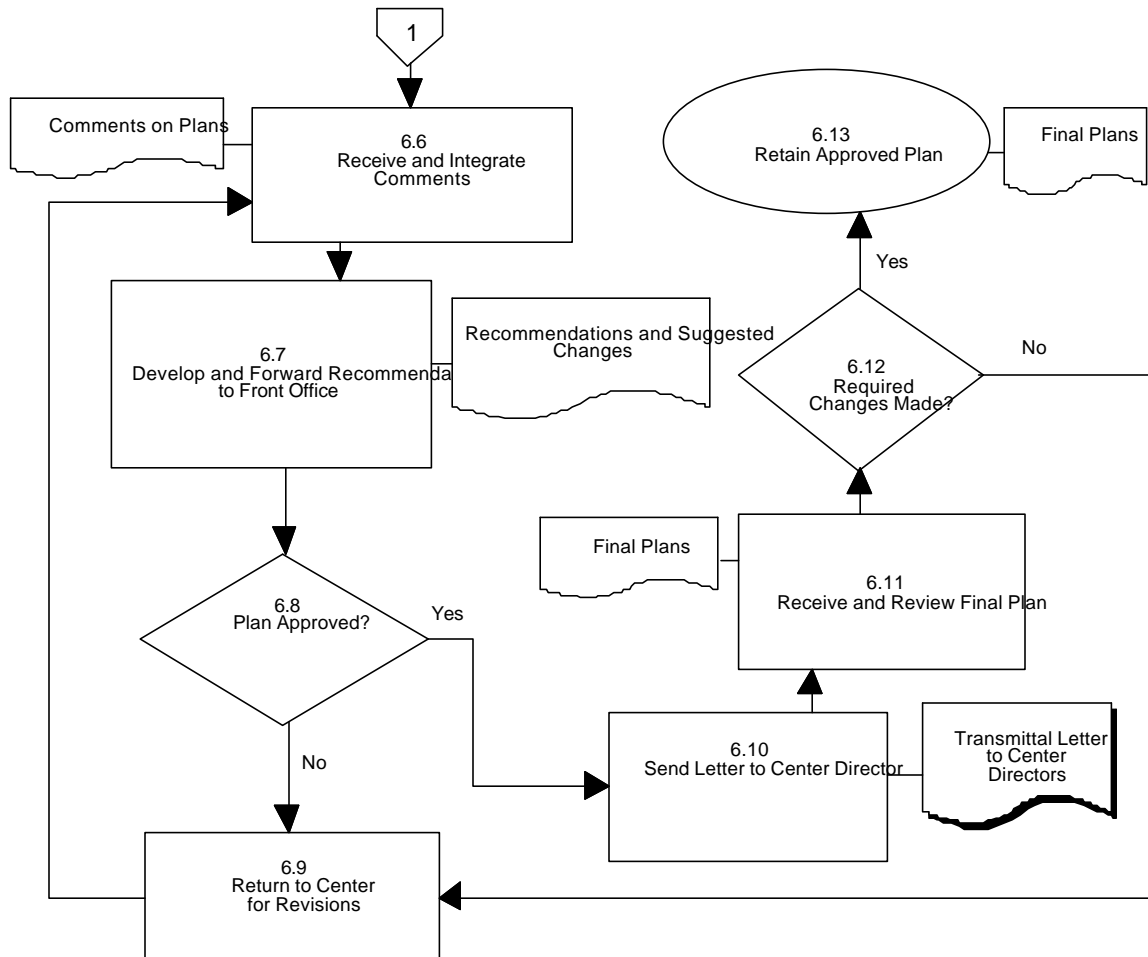 1
Comments on Plans
6.6
Receive and Integrate
Comments
6.13
Retain Approved Plan
Final Plans
Yes
6.7
Develop and Forward Recommenda
to Front Office
Recommendations and Suggested
Changes
No
6.12
Required
Changes Made?
Final Plans
6.11
Receive and Review Final Plan
6.8
Plan Approved?
Yes
No
6.10
Send Letter to Center Director
Transmittal Letter
to Center
Directors
6.9
Return to Center
for Revisions